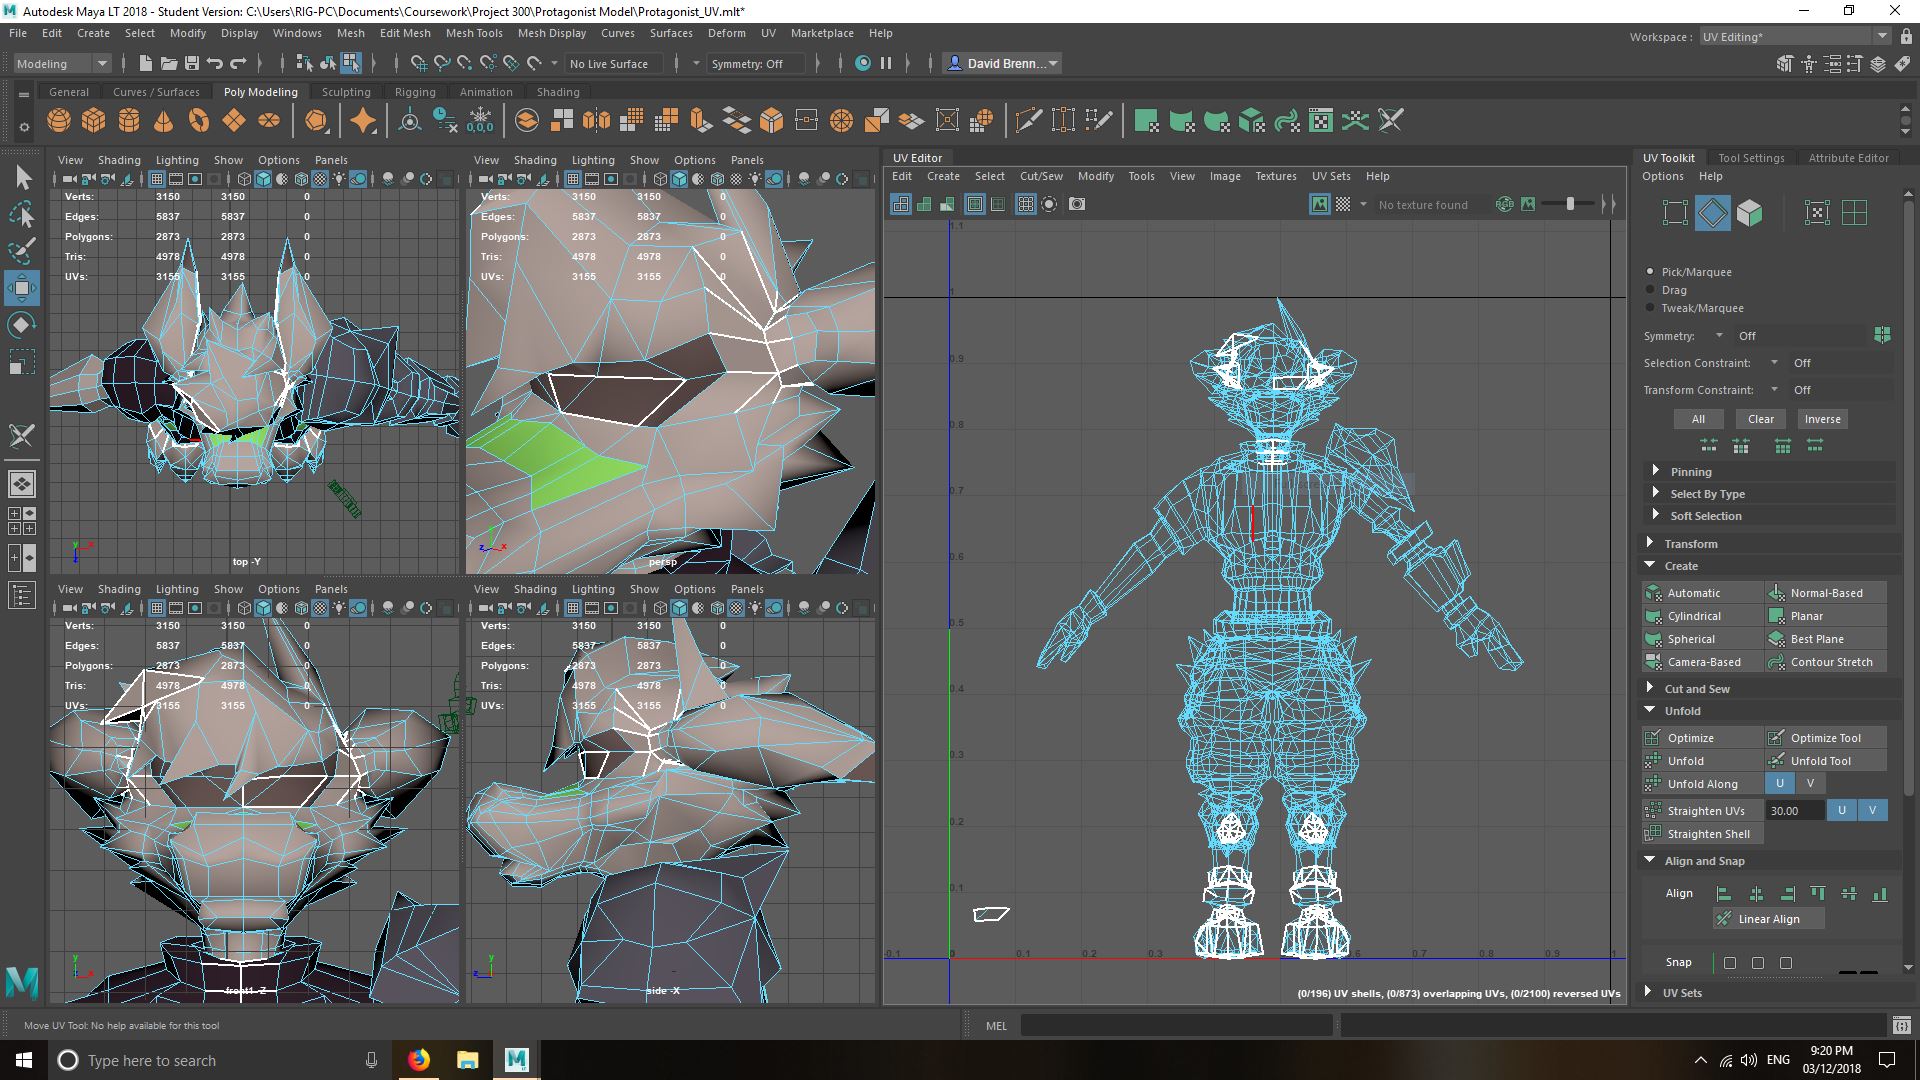 Autodesk Maya LT 2018 - Student Version: C:\Users\RIG-PC\Documents\Coursework\Project 300\Protagonist Model\Protagonist_UV.mlt*
File Edit Create Select Modify Display Windows Mesh Edit Mesh Mesh Tools Mesh Display Curves Surfaces Deform UV Marketplace Help
Workspace : UV Editing*
Modeling No Live Surface Symmetry: Off David Brenn...
General Curves / Surfaces Poly Modeling Sculpting Rigging Animation Shading
0,0,0
View Shading Lighting Show Options Panels
Verts: 3150 3150 0
Edges: 5837 5837 0
Polygons: 2873 2873 0
Tris: 4978 4978 0
UVs: 3155 3155 0
y x z
top -Y
View Shading Lighting Show Options Panels
Verts: 3150 3150 0
Edges: 5837 5837 0
Polygons: 2873 2873 0
Tris: 4978 4978 0
UVs: 3155 3155 0
z x
persp
View Shading Lighting Show Options Panels
Verts: 3150 3150 0
Edges: 5837 5837 0
Polygons: 2873 2873 0
Tris: 4978 4978 0
UVs: 3155 3155 0
y x
front1 -Z
View Shading Lighting Show Options Panels
Verts: 3150 3150 0
Edges: 5837 5837 0
Polygons: 2873 2873 0
Tris: 4978 4978 0
UVs: 3155 3155 0
y z
side -X
UV Editor
Edit Create Select Cut/Sew Modify Tools View Image Textures UV Sets Help
No texture found RGB
1.1
1
0.9
0.8
0.7
0.6
0.5
0.4
0.3
0.2
0.1
-0.1 0 0.1 0.2 0.3 0.7 0.8 0.9 1
(0/196) UV shells, (0/873) overlapping UVs, (0/2100) reversed UVs
UV Toolkit Tool Settings Attribute Editor
Options Help
Pick/Marquee
Drag
Tweak/Marquee
Symmetry: Off
Selection Constraint: Off
Transform Constraint: Off
All Clear Inverse
Pinning
Select By Type
Soft Selection
Transform
Create
Automatic Normal-Based
Cylindrical Planar
Spherical Best Plane
Camera-Based Contour Stretch
Cut and Sew
Unfold
Optimize Optimize Tool
Unfold Unfold Tool
Unfold Along U V
Straighten UVs 30.00 U V
Straighten Shell
Align and Snap
Align
Linear Align
Snap
UV Sets
Move UV Tool: No help available for this tool
MEL
Type here to search
ENG
9:20 PM
03/12/2018